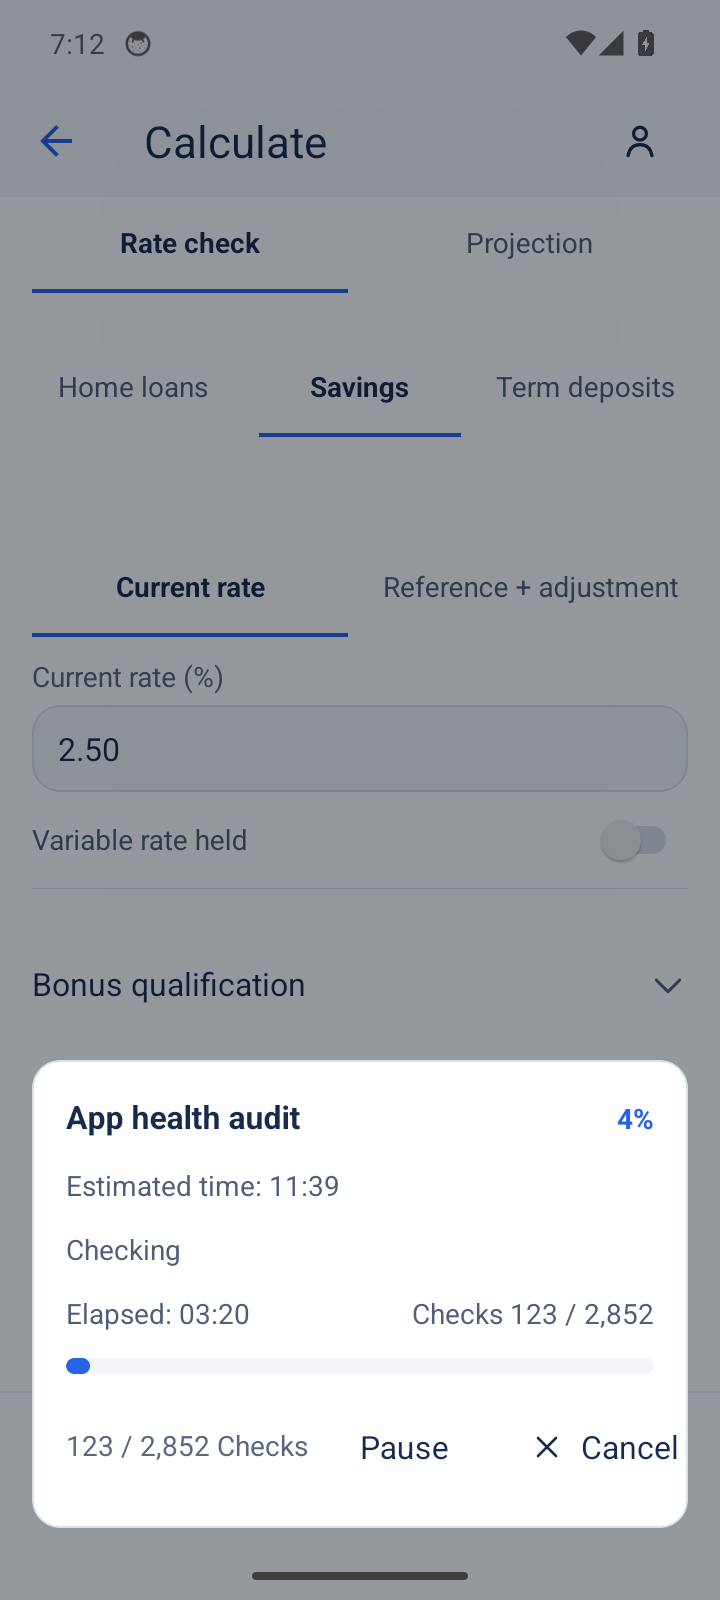 7:12
Calculate
Rate check Projection
Home loans Savings Term deposits
Current rate Reference + adjustment
Current rate (%)
2.50
Variable rate held
Bonus qualification
App health audit 4%
Estimated time: 11:39
Checking
Elapsed: 03:20 Checks 123 / 2,852
123 / 2,852 Checks Pause Cancel